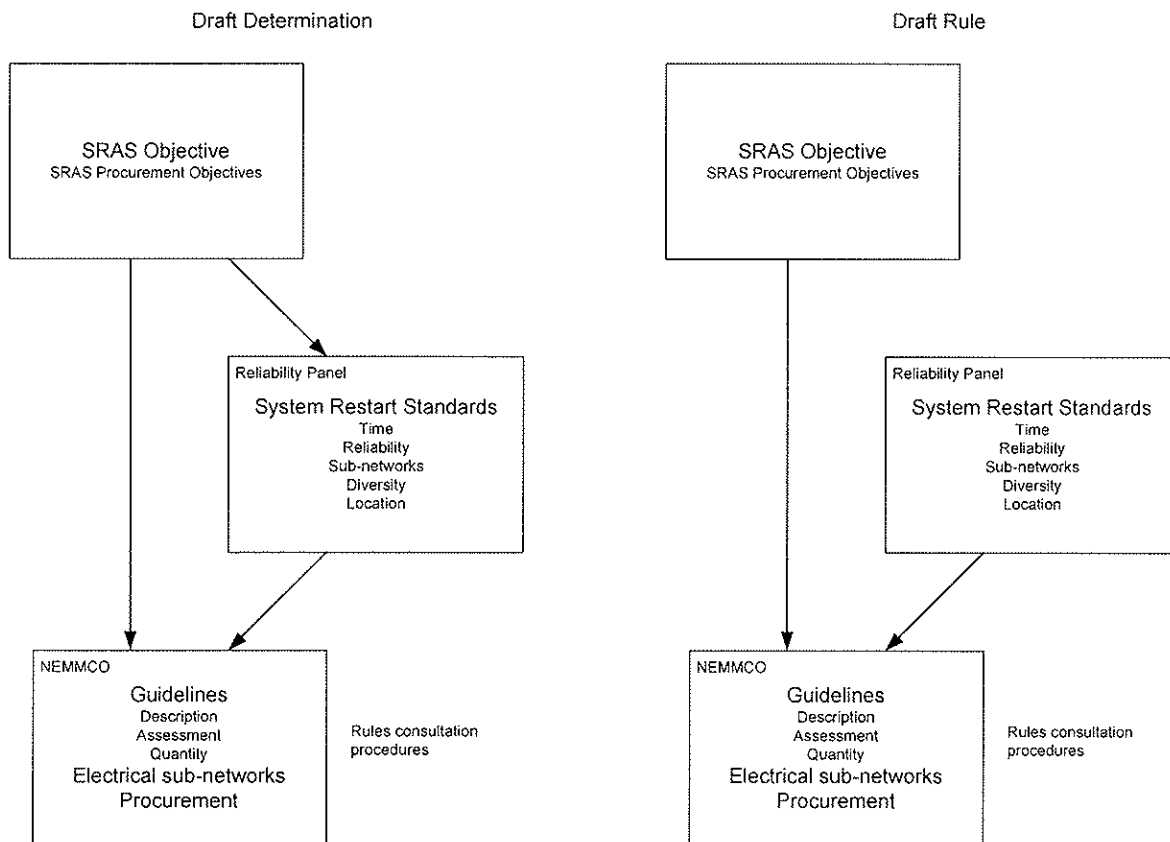 Draft Determination
SRAS Objective
SRAS Procurement Objectives
Reliability Panel
System Restart Standards
Time
Reliability
Sub-networks
Diversity
Location
NEMMCO
Guidelines
Description
Assessment
Quantity
Electrical sub-networks
Procurement
Rules consultation
procedures
Draft Rule
SRAS Objective
SRAS Procurement Objectives
Reliability Panel
System Restart Standards
Time
Reliability
Sub-networks
Diversity
Location
NEMMCO
Guidelines
Description
Assessment
Quantity
Electrical sub-networks
Procurement
Rules consultation
procedures